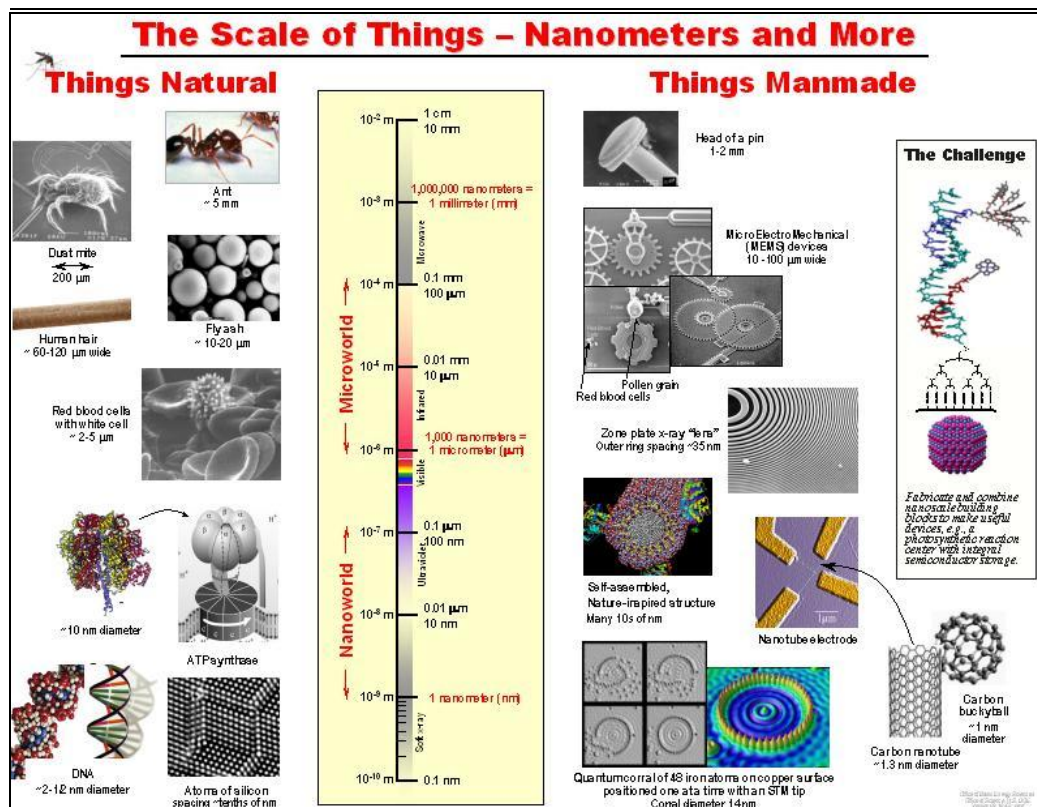 The Scale of Things – Nanometers and More
Things Natural
Things Manmade
Ant
~ 5 mm
Dust mite
200 µm
Human hair
~ 60-120 µm wide
Fly ash
~ 10-20 µm
Red blood cells
with white cell
~ 2-5 µm
~10 nm diameter
ATP synthase
DNA
~2-1/2 nm diameter
Atoms of silicon
spacing ~tenths of nm
10-2 m
1 cm
10 mm
1,000,000 nanometers =
1 millimeter (mm)
10-3 m
Microwave
0.1 mm
100 µm
10-4 m
Microworld
0.01 mm
10 µm
10-4 m
Infrared
1,000 nanometers =
1 micrometer (µm)
10-6 m
Visible
0.1 µm
100 nm
10-7 m
Ultraviolet
Nanoworld
0.01 µm
10 nm
10-8 m
1 nanometer (nm)
10-9 m
Soft x-ray
0.1 nm
10-10 m
Head of a pin
1-2 mm
MicroElectroMechanical
(MEMS) devices
10 -100 µm wide
Pollen grain
Red blood cells
Zone plate x-ray "lens"
Outer ring spacing ~35 nm
Self-assembled,
Nature-inspired structure
Many 10s of nm
1µm
Nanotube electrode
Quantum corral of 48 iron atoms on copper surface
positioned one at a time with an STM tip
Corral diameter 14 nm
Carbon
buckyball
~1 nm
diameter
Carbon nanotube
~1.3 nm diameter
The Challenge
Fabricate and combine
nanoscale building
blocks to make useful
devices, e.g., a
photosynthetic reaction
center with integral
semiconductor storage.